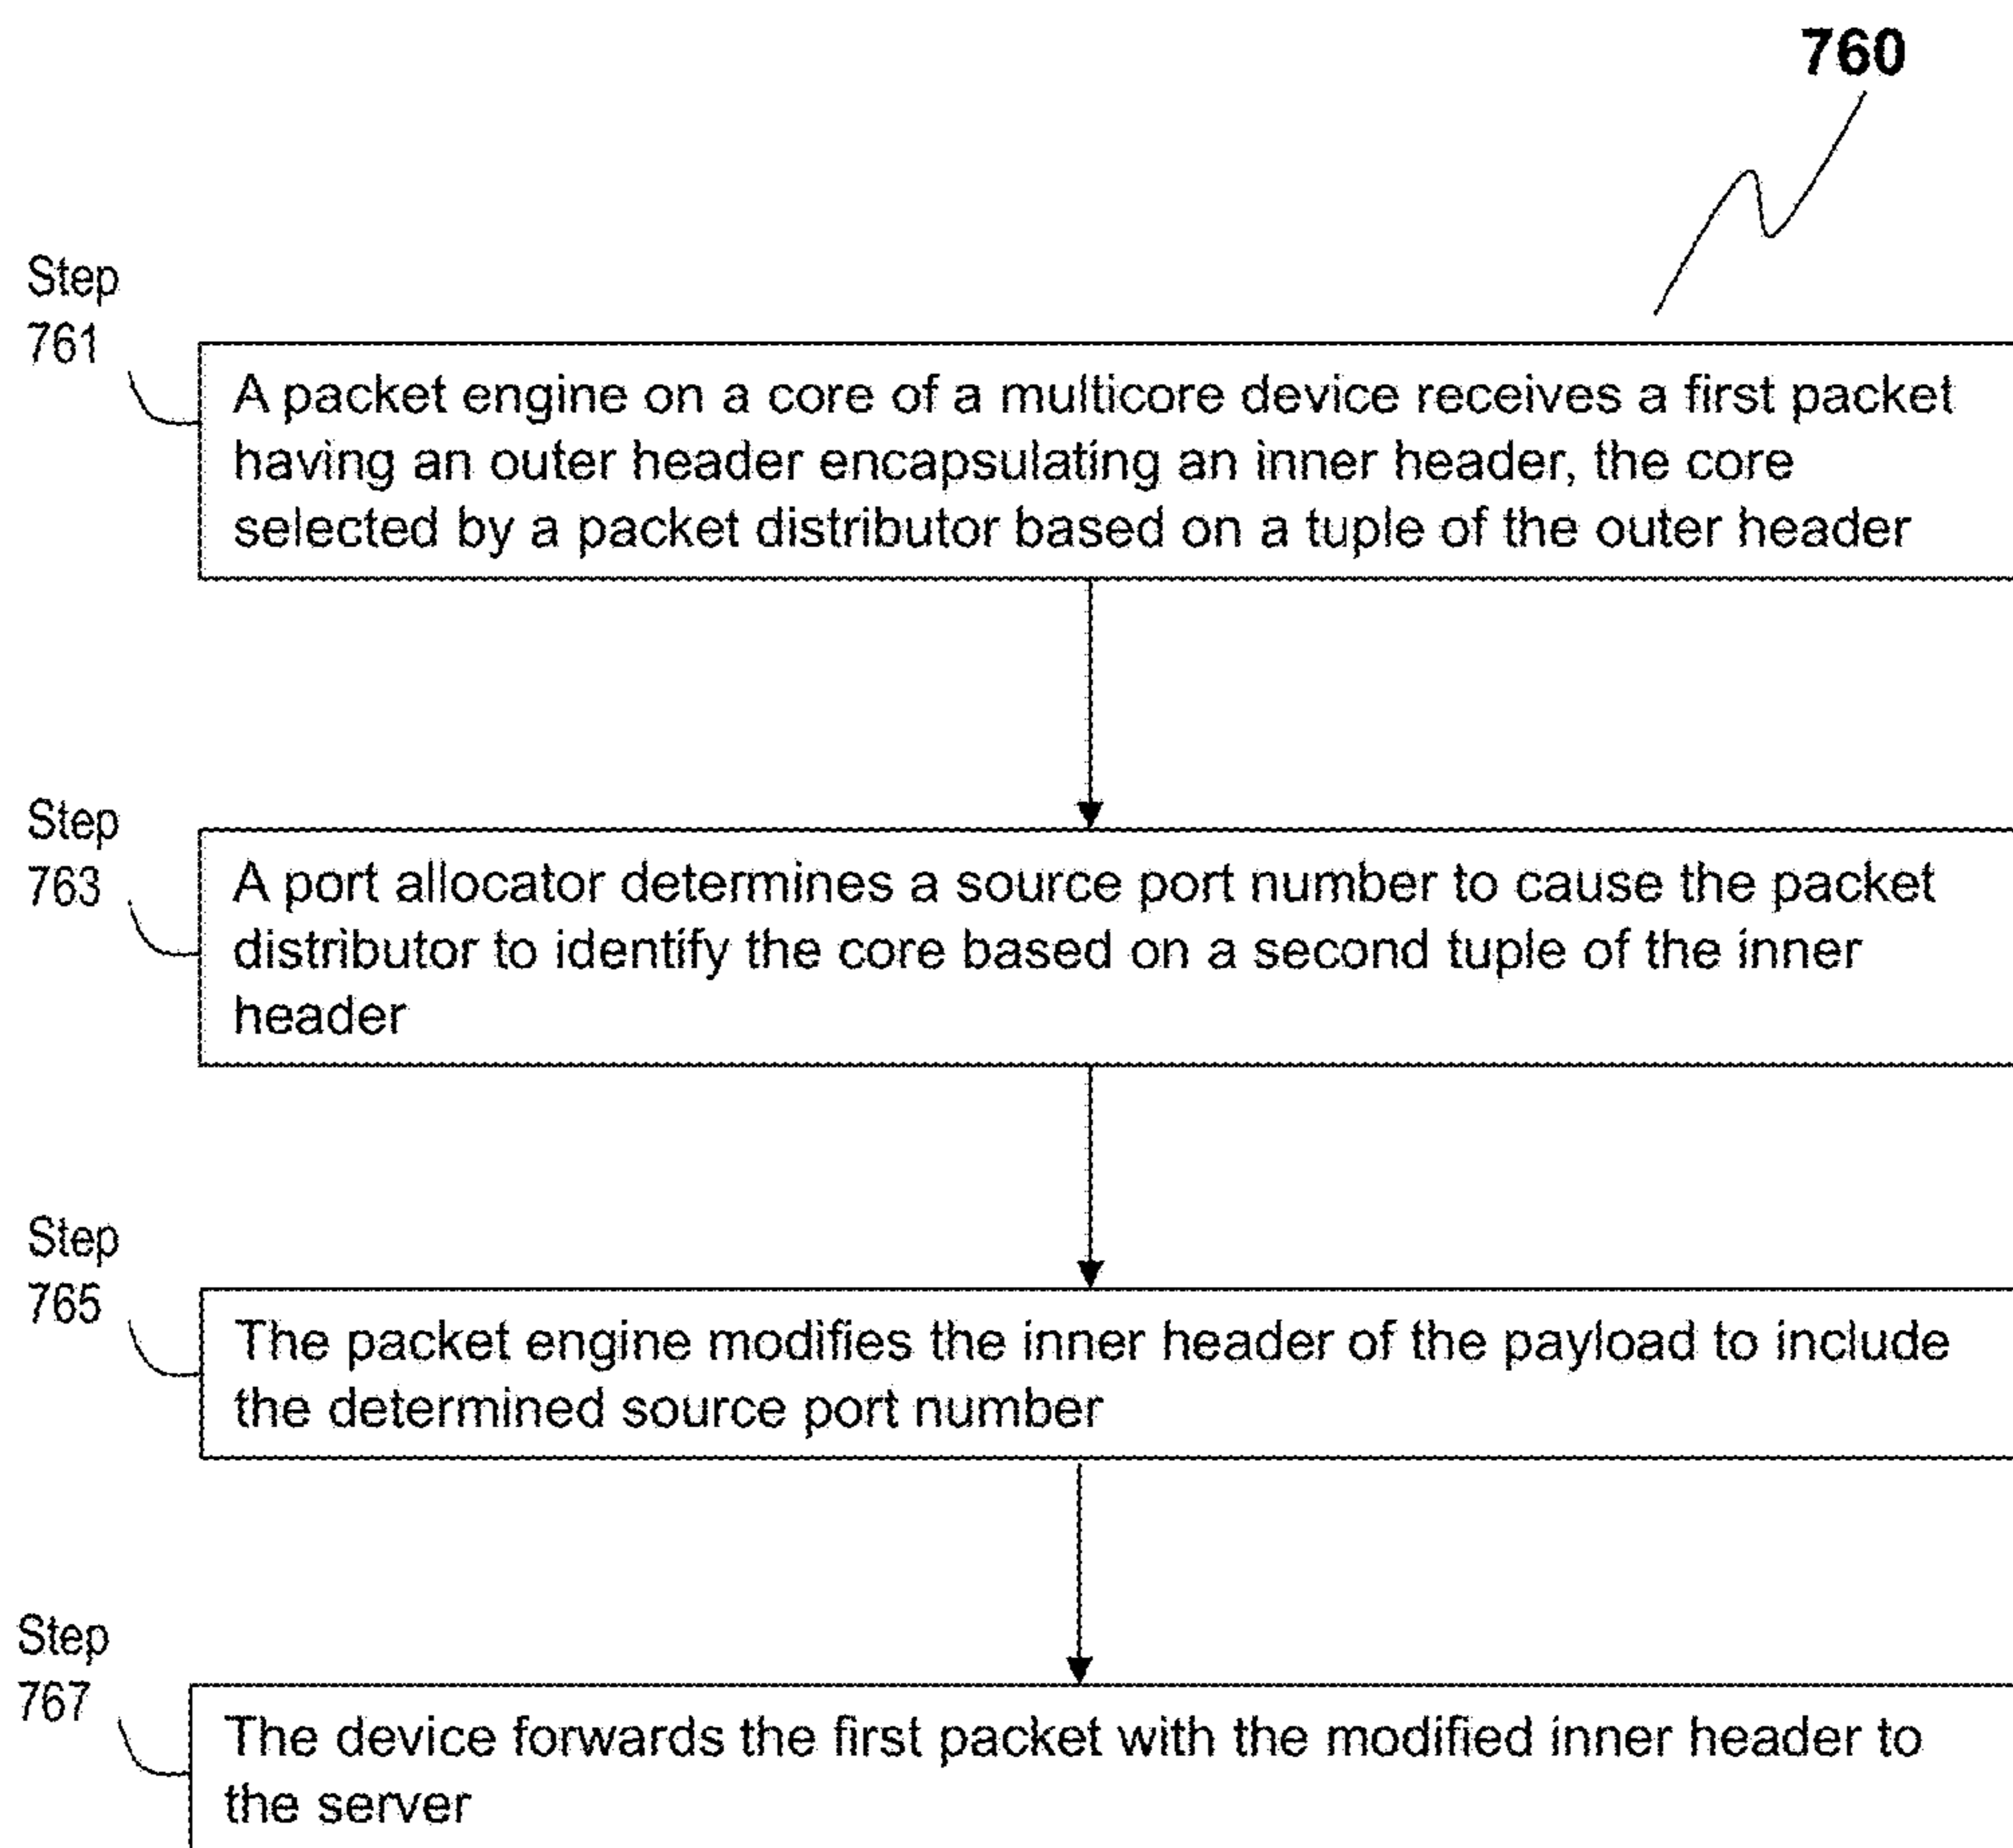 760
Step
761
A packet engine on a core of a multicore device receives a first packet
having an outer header encapsulating an inner header, the core
selected by a packet distributor based on a tuple of the outer header
Step
763
A port allocator determines a source port number to cause the packet
distributor to identify the core based on a second tuple of the inner
header
Step
765
The packet engine modifies the inner header of the payload to include
the determined source port number
Step
767
The device forwards the first packet with the modified inner header to
the server